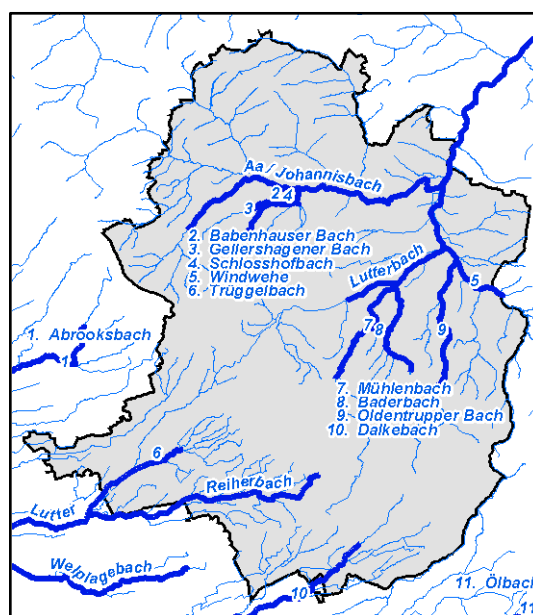 Aa / Johannisbach
2 4
3
2. Babenhauser Bach
3. Gellershagener Bach
4. Schlosshofbach
5. Windwehe
6. Trüggelbach
Lutterbach
5
1. Abrooksbach
1
7
8
9
7. Mühlenbach
8. Baderbach
9. Oldentrupper Bach
10. Dalkebach
6
Reiherbach
Lutter
Welplagebach
10
11. Ölbach
11